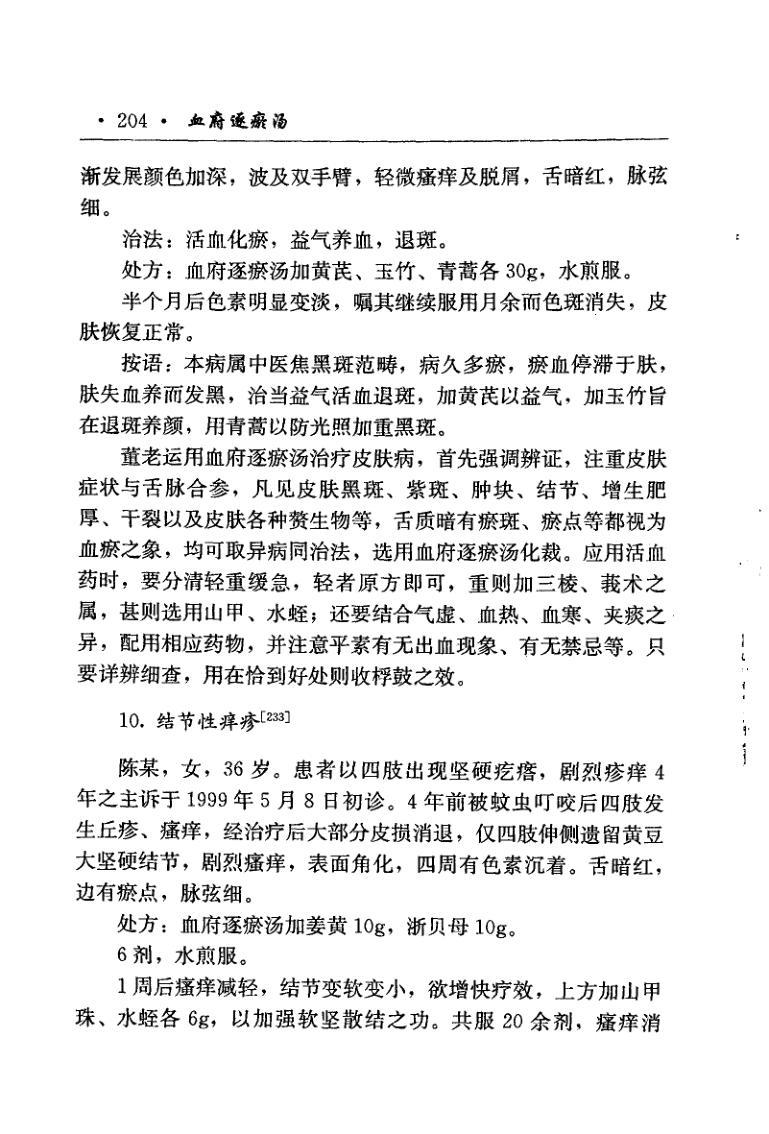 · 204 · 血府逐瘀汤
渐发展颜色加深，波及双手臂，轻微瘙痒及脱屑，舌暗红，脉弦
细。
治法：活血化瘀，益气养血，退斑。
处方：血府逐瘀汤加黄芪、玉竹、青蒿各 30g，水煎服。
半个月后色素明显变淡，嘱其继续服用月余而色斑消失，皮
肤恢复正常。
按语：本病属中医焦黑斑范畴，病久多瘀，瘀血停滞于肤，
肤失血养而发黑，治当益气活血退斑，加黄芪以益气，加玉竹旨
在退斑养颜，用青蒿以防光照加重黑斑。
董老运用血府逐瘀汤治疗皮肤病，首先强调辨证，注重皮肤
症状与舌脉合参，凡见皮肤黑斑、紫斑、肿块、结节、增生肥
厚、干裂以及皮肤各种赘生物等，舌质暗有瘀斑、瘀点等都视为
血瘀之象，均可取异病同治法，选用血府逐瘀汤化裁。应用活血
药时，要分清轻重缓急，轻者原方即可，重则加三棱、莪术之
属，甚则选用山甲、水蛭；还要结合气虚、血热、血寒、夹痰之
异，配用相应药物，并注意平素有无出血现象、有无禁忌等。只
要详辨细查，用在恰到好处则收桴鼓之效。
10. 结节性痒疹[233]
陈某，女，36 岁。患者以四肢出现坚硬疙瘩，剧烈疹痒 4
年之主诉于 1999 年 5 月 8 日初诊。4 年前被蚊虫叮咬后四肢发
生丘疹、瘙痒，经治疗后大部分皮损消退，仅四肢伸侧遗留黄豆
大坚硬结节，剧烈瘙痒，表面角化，四周有色素沉着。舌暗红，
边有瘀点，脉弦细。
处方：血府逐瘀汤加姜黄 10g，浙贝母 10g。
6 剂，水煎服。
1 周后瘙痒减轻，结节变软变小，欲增快疗效，上方加山甲
珠、水蛭各 6g，以加强软坚散结之功。共服 20 余剂，瘙痒消